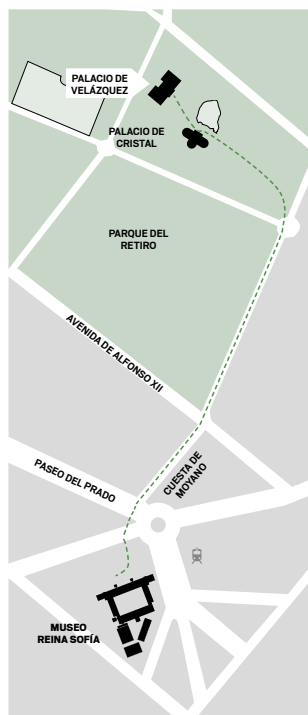 PALACIO DE
VELÁZQUEZ
PALACIO DE
CRISTAL
PARQUE DEL
RETIRO
AVENIDA DE ALFONSO XII
CUESTA DE
MOYANO
PASEO DEL PRADO
MUSEO
REINA SOFÍA